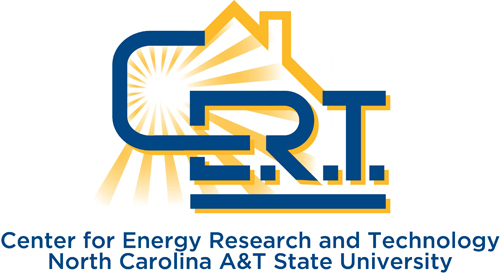 C.E.R.T.
Center for Energy Research and Technology
North Carolina A&T State University